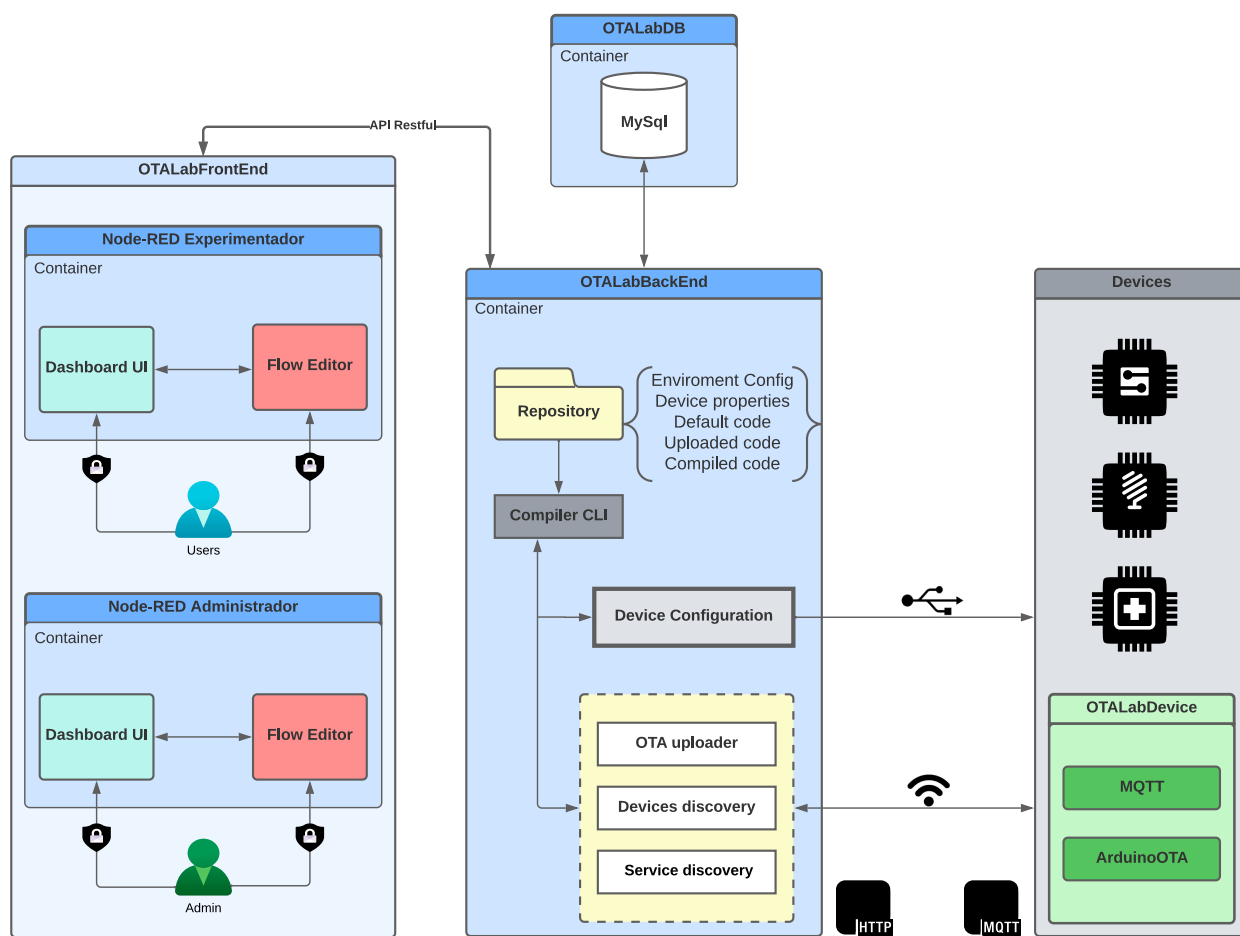 OTALabDB
Container
MySql
API Restful
OTALabFrontEnd
Node-RED Experimentador
Container
Dashboard UI
Flow Editor
Users
Node-RED Administrador
Container
Dashboard UI
Flow Editor
Admin
OTALabBackEnd
Container
Repository
Enviroment Config
Device properties
Default code
Uploaded code
Compiled code
Compiler CLI
Device Configuration
OTA uploader
Devices discovery
Service discovery
HTTP
MQTT
Devices
OTALabDevice
MQTT
ArduinoOTA